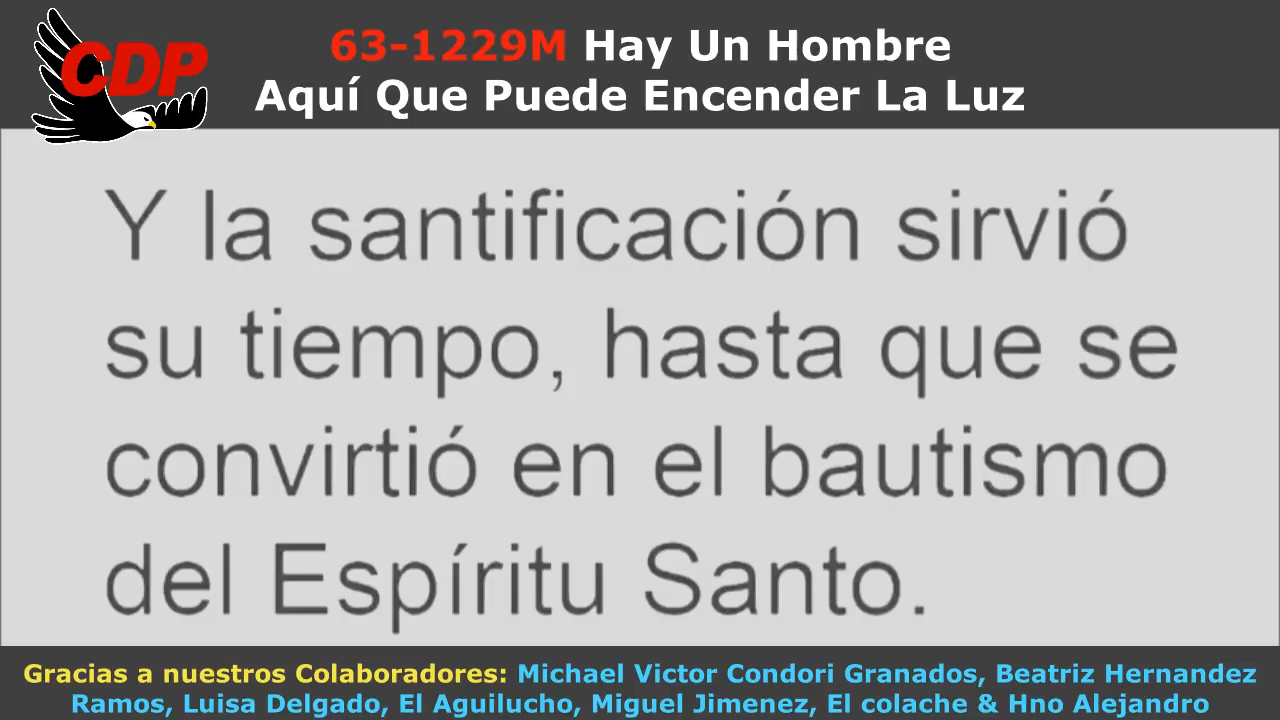 CDP
63-1229M Hay Un Hombre
Aquí Que Puede Encender La Luz
Y la santificación sirvió
su tiempo, hasta que se
convirtió en el bautismo
del Espíritu Santo.
Gracias a nuestros Colaboradores: Michael Victor Condori Granados, Beatriz Hernandez
Ramos, Luisa Delgado, El Aguilucho, Miguel Jimenez, El colache & Hno Alejandro